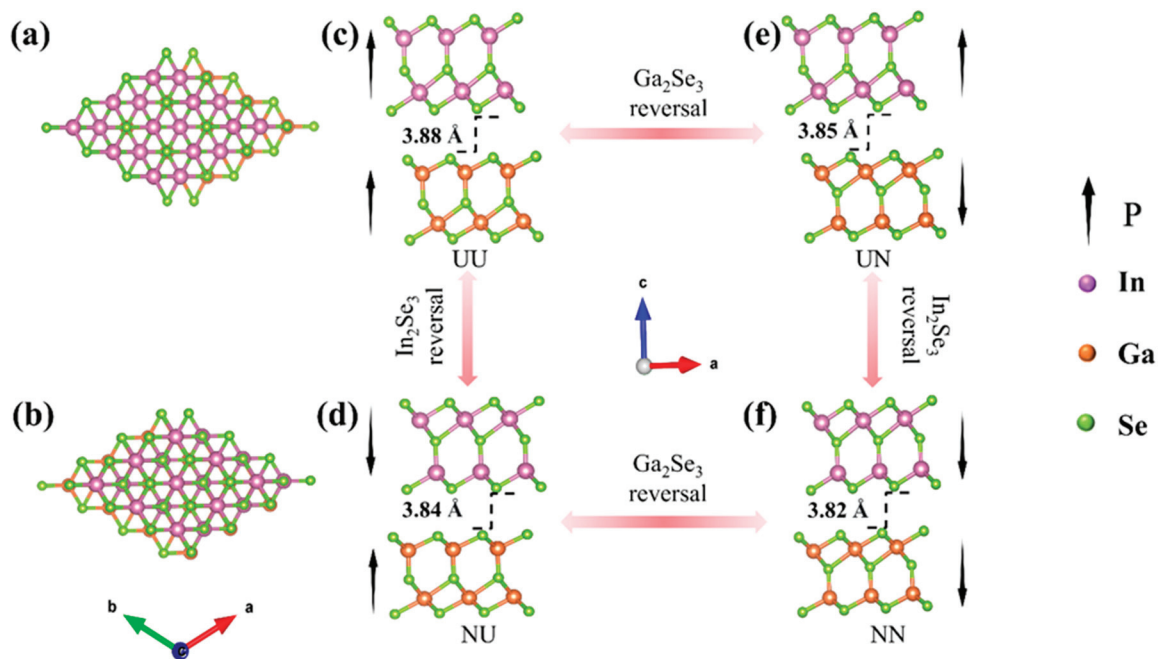 (a)
(c)
(e)
Ga₂Se₃
reversal
3.88 Å
3.85 Å
UU
UN
P
In
Ga
Se
In₂Se₃
reversal
c
a
In₂Se₃
reversal
(b)
(d)
(f)
Ga₂Se₃
reversal
3.84 Å
3.82 Å
b
a
c
NU
NN